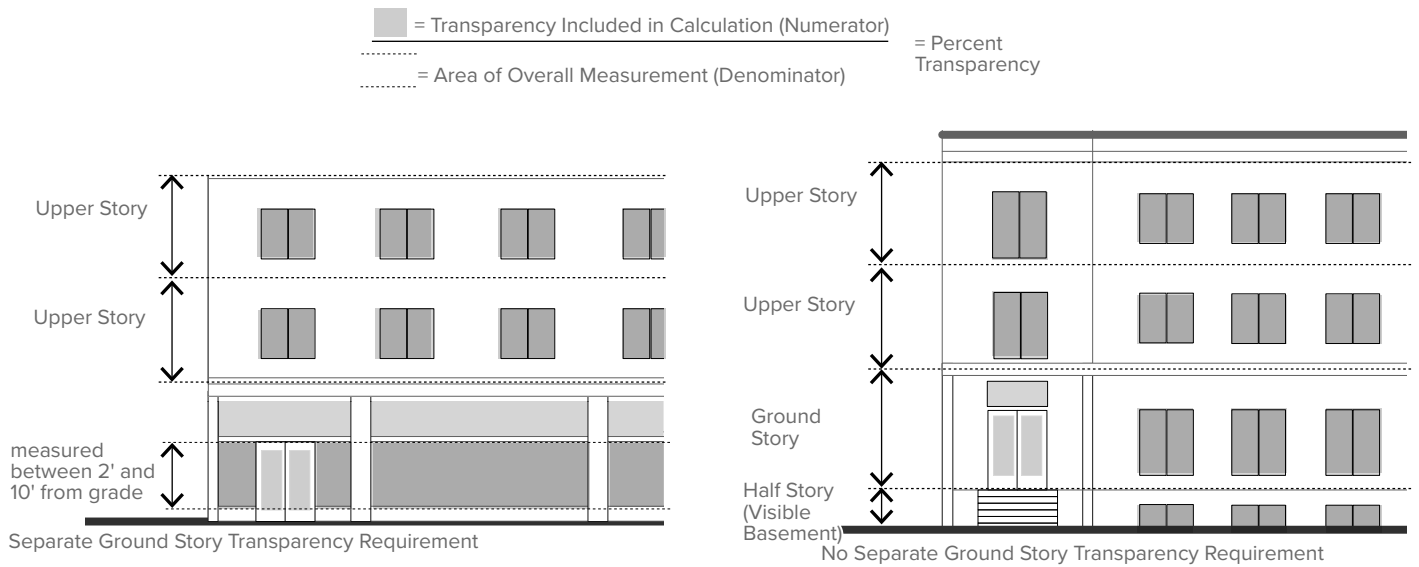 = Transparency Included in Calculation (Numerator)
= Area of Overall Measurement (Denominator)
= Percent
Transparency
Upper Story
Upper Story
measured
between 2' and
10' from grade
Separate Ground Story Transparency Requirement
Upper Story
Upper Story
Ground
Story
Half Story
(Visible
Basement)
No Separate Ground Story Transparency Requirement